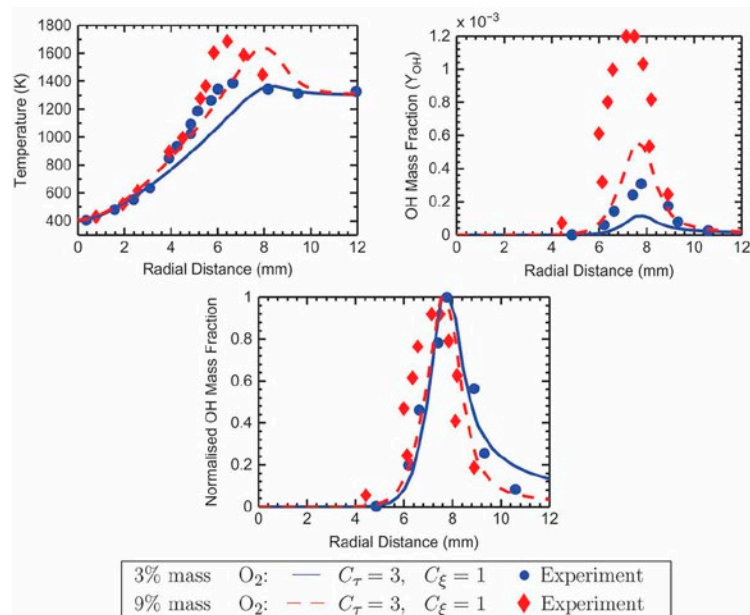 1800
1600
1400
1200
1000
800
600
400
Temperature (K)
0 2 4 6 8 10 12
Radial Distance (mm)
x 10⁻³
1.2
1
0.8
0.6
0.4
0.2
0
OH Mass Fraction (Y_OH)
0 2 4 6 8 10 12
Radial Distance (mm)
1
0.8
0.6
0.4
0.2
0
Normalised OH Mass Fraction
0 2 4 6 8 10 12
Radial Distance (mm)
3% mass O₂: C_τ = 3, C_ξ = 1 Experiment
9% mass O₂: C_τ = 3, C_ξ = 1 Experiment